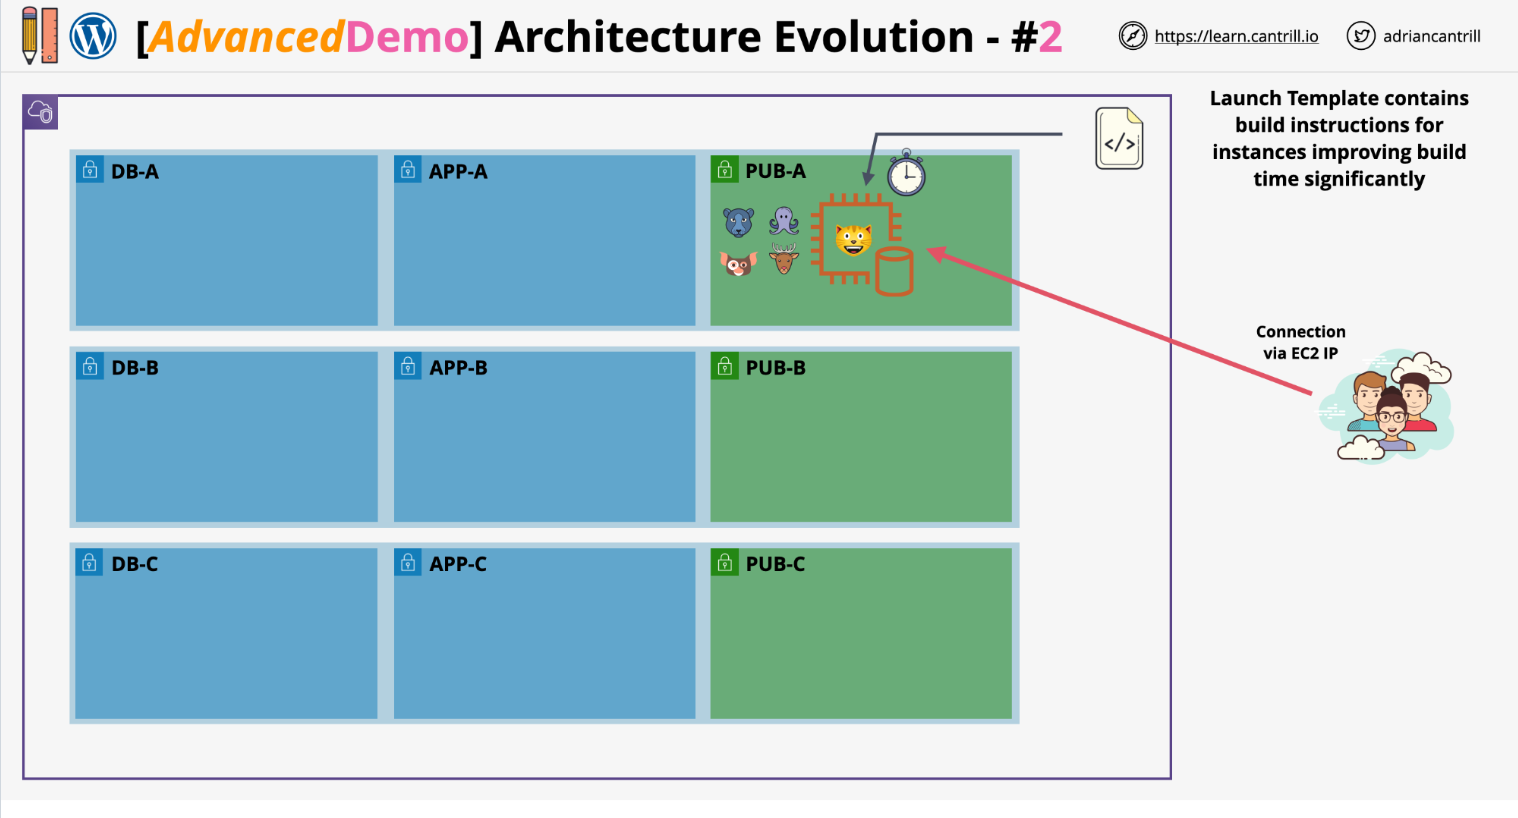 [AdvancedDemo] Architecture Evolution - #2
https://learn.cantrill.io
adriancantrill
Launch Template contains
build instructions for
instances improving build
time significantly
</>
DB-A
APP-A
PUB-A
Connection
via EC2 IP
DB-B
APP-B
PUB-B
DB-C
APP-C
PUB-C